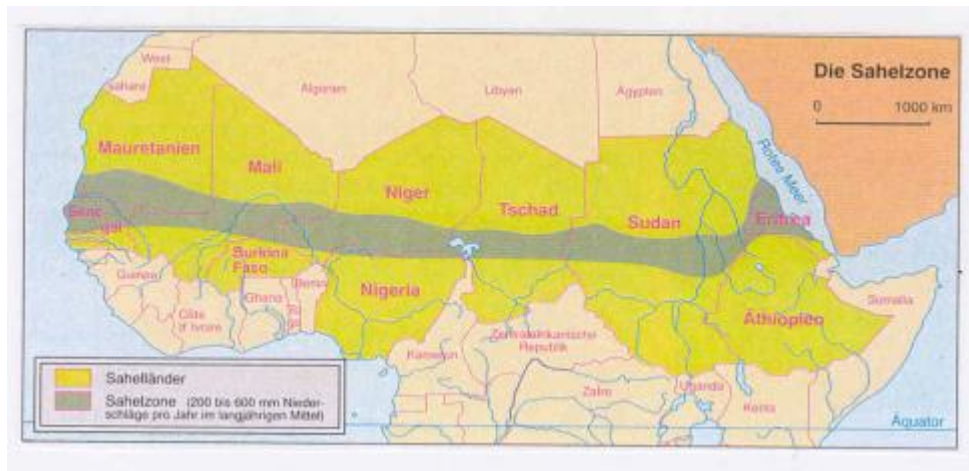 Die Sahelzone
0 1000 km
West
Sahara
Algerien
Libyen
Ägypten
Rotes Meer
Mauretanien
Mali
Niger
Tschad
Sudan
Eritrea
Sene-
gal
Burkina
Faso
Nigeria
Äthiopien
Somalia
Guinea
Ghana
Benin
Côte
d' Ivoire
Kamerun
Zentralafrikanische
Republik
Zaire
Uganda
Kenia
Äquator
Sahelländer
Sahelzone (200 bis 600 mm Nieder-
schläge pro Jahr im langjährigen Mittel)